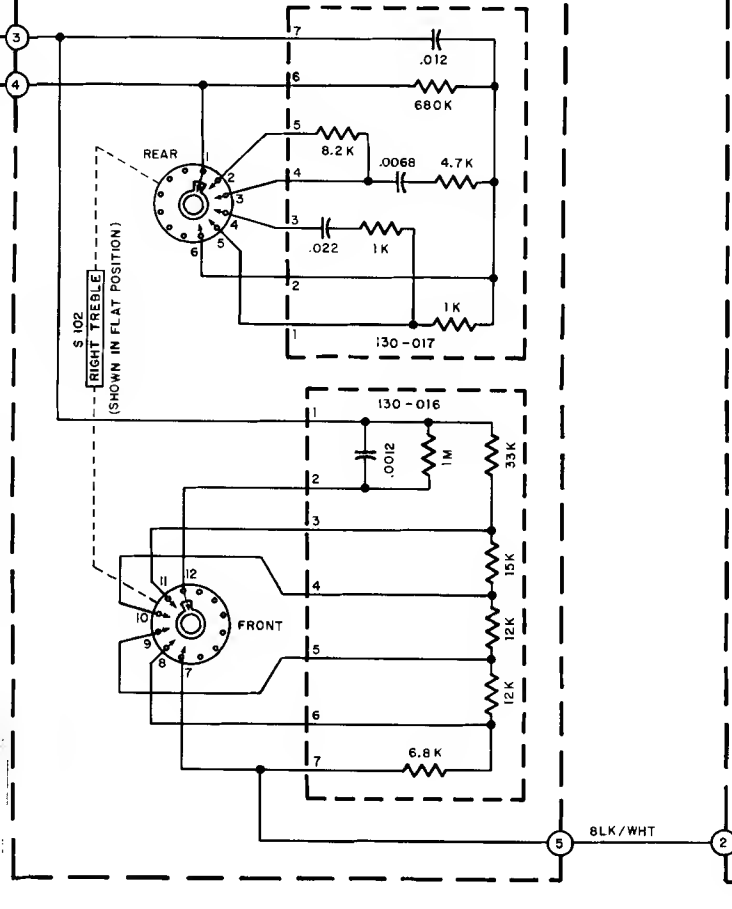 3
7
.012
4
6
680K
5
8.2K
REAR
1
2
3
4
5
6
4
.0068
4.7K
3
.022
1K
2
1K
1
130-017
S 102
RIGHT TREBLE
(SHOWN IN FLAT POSITION)
130-016
1
.0012
1M
33K
2
3
15K
4
12K
11
12
10
9
8
7
FRONT
5
12K
6
7
6.8K
5
BLK/WHT
2